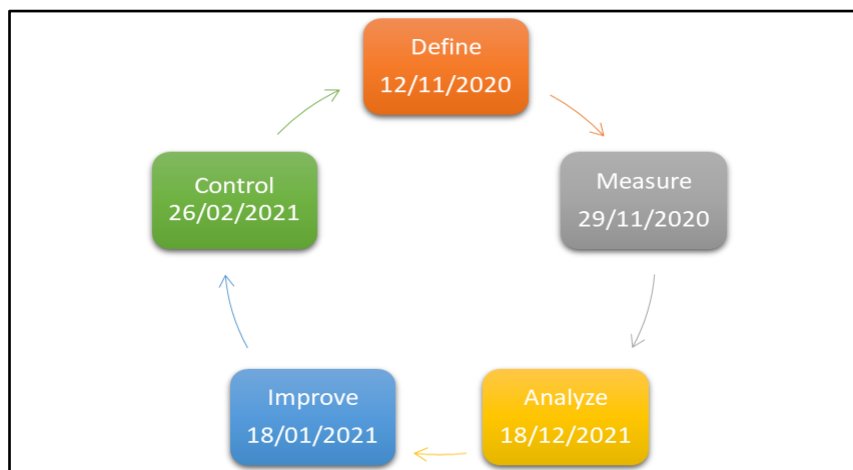 Define
12/11/2020
Measure
29/11/2020
Analyze
18/12/2021
Improve
18/01/2021
Control
26/02/2021